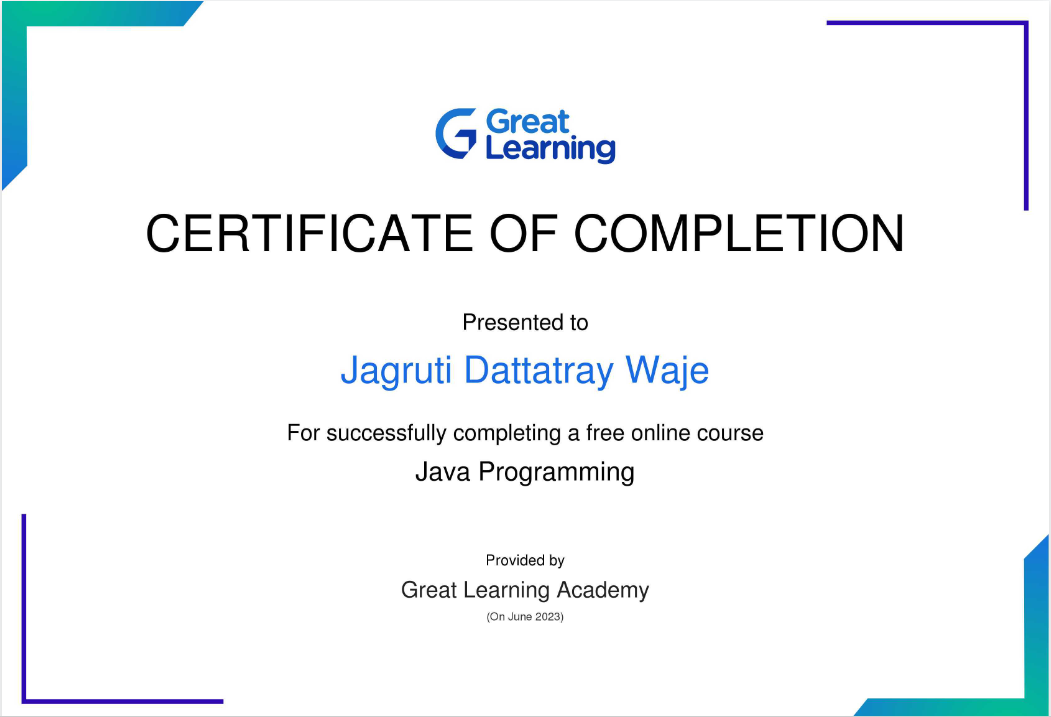 Great
Learning
CERTIFICATE OF COMPLETION
Presented to
Jagruti Dattatray Waje
For successfully completing a free online course
Java Programming
Provided by
Great Learning Academy
(On June 2023)